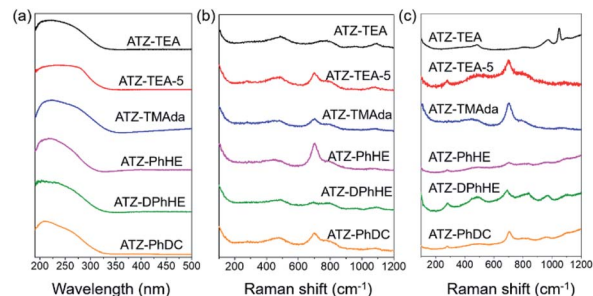 (a)
ATZ-TEA
ATZ-TEA-5
ATZ-TMAda
ATZ-PhHE
ATZ-DPhHE
ATZ-PhDC
200 250 300 350 400 450 500
Wavelength (nm)
(b)
ATZ-TEA
ATZ-TEA-5
ATZ-TMAda
ATZ-PhHE
ATZ-DPhHE
ATZ-PhDC
200 400 600 800 1000 1200
Raman shift (cm-1)
(c)
ATZ-TEA
ATZ-TEA-5
ATZ-TMAda
ATZ-PhHE
ATZ-DPhHE
ATZ-PhDC
200 400 600 800 1000 1200
Raman shift (cm-1)